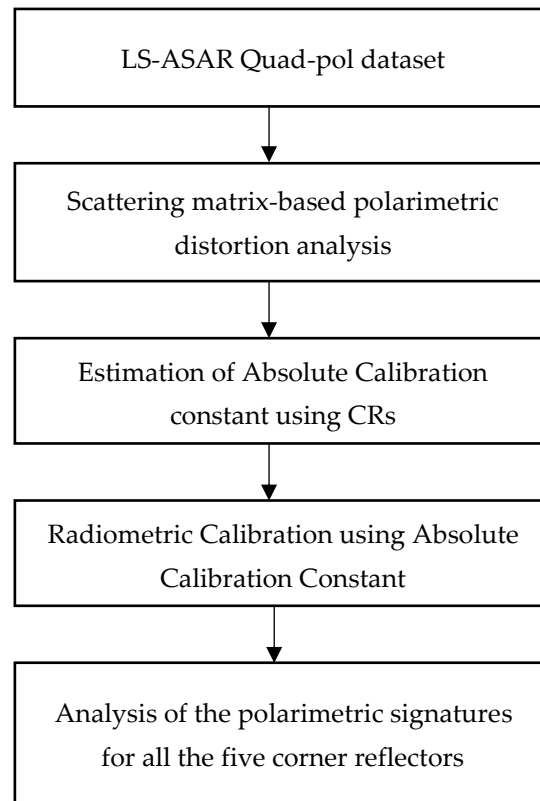 LS-ASAR Quad-pol dataset
Scattering matrix-based polarimetric
distortion analysis
Estimation of Absolute Calibration
constant using CRs
Radiometric Calibration using Absolute
Calibration Constant
Analysis of the polarimetric signatures
for all the five corner reflectors